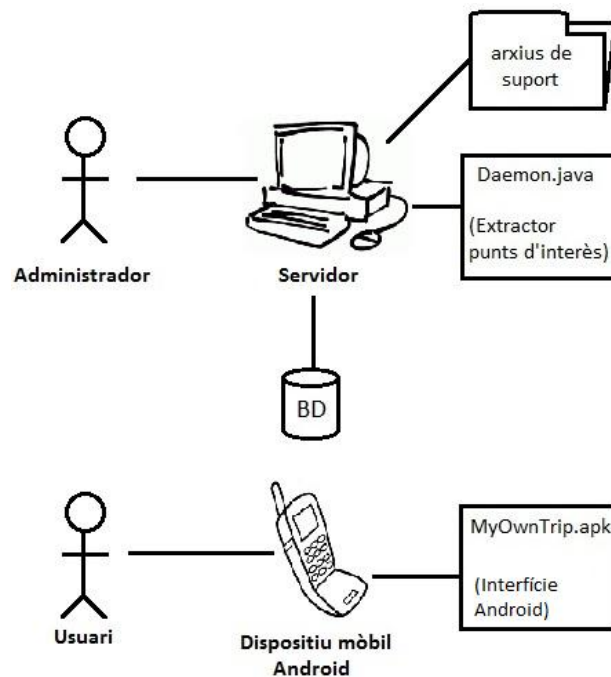 arxius de
suport
Daemon.java
(Extractor
punts d'interès)
Administrador
Servidor
BD
MyOwnTrip.apk
(Interfície
Android)
Usuari
Dispositiu mòbil
Android